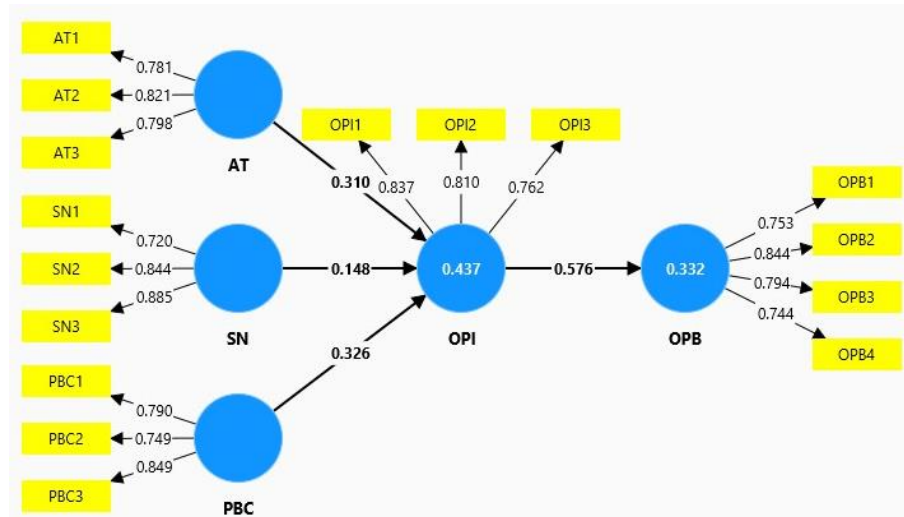 AT1
0.781
AT2
0.821
AT3
0.798
AT
SN1
0.720
SN2
0.844
SN3
0.885
SN
PBC1
0.790
PBC2
0.749
PBC3
0.849
PBC
0.310
0.148
0.326
OPI1
OPI2
OPI3
0.837
0.810
0.762
0.437
OPI
0.576
0.332
OPB
OPB1
0.753
OPB2
0.844
OPB3
0.794
OPB4
0.744